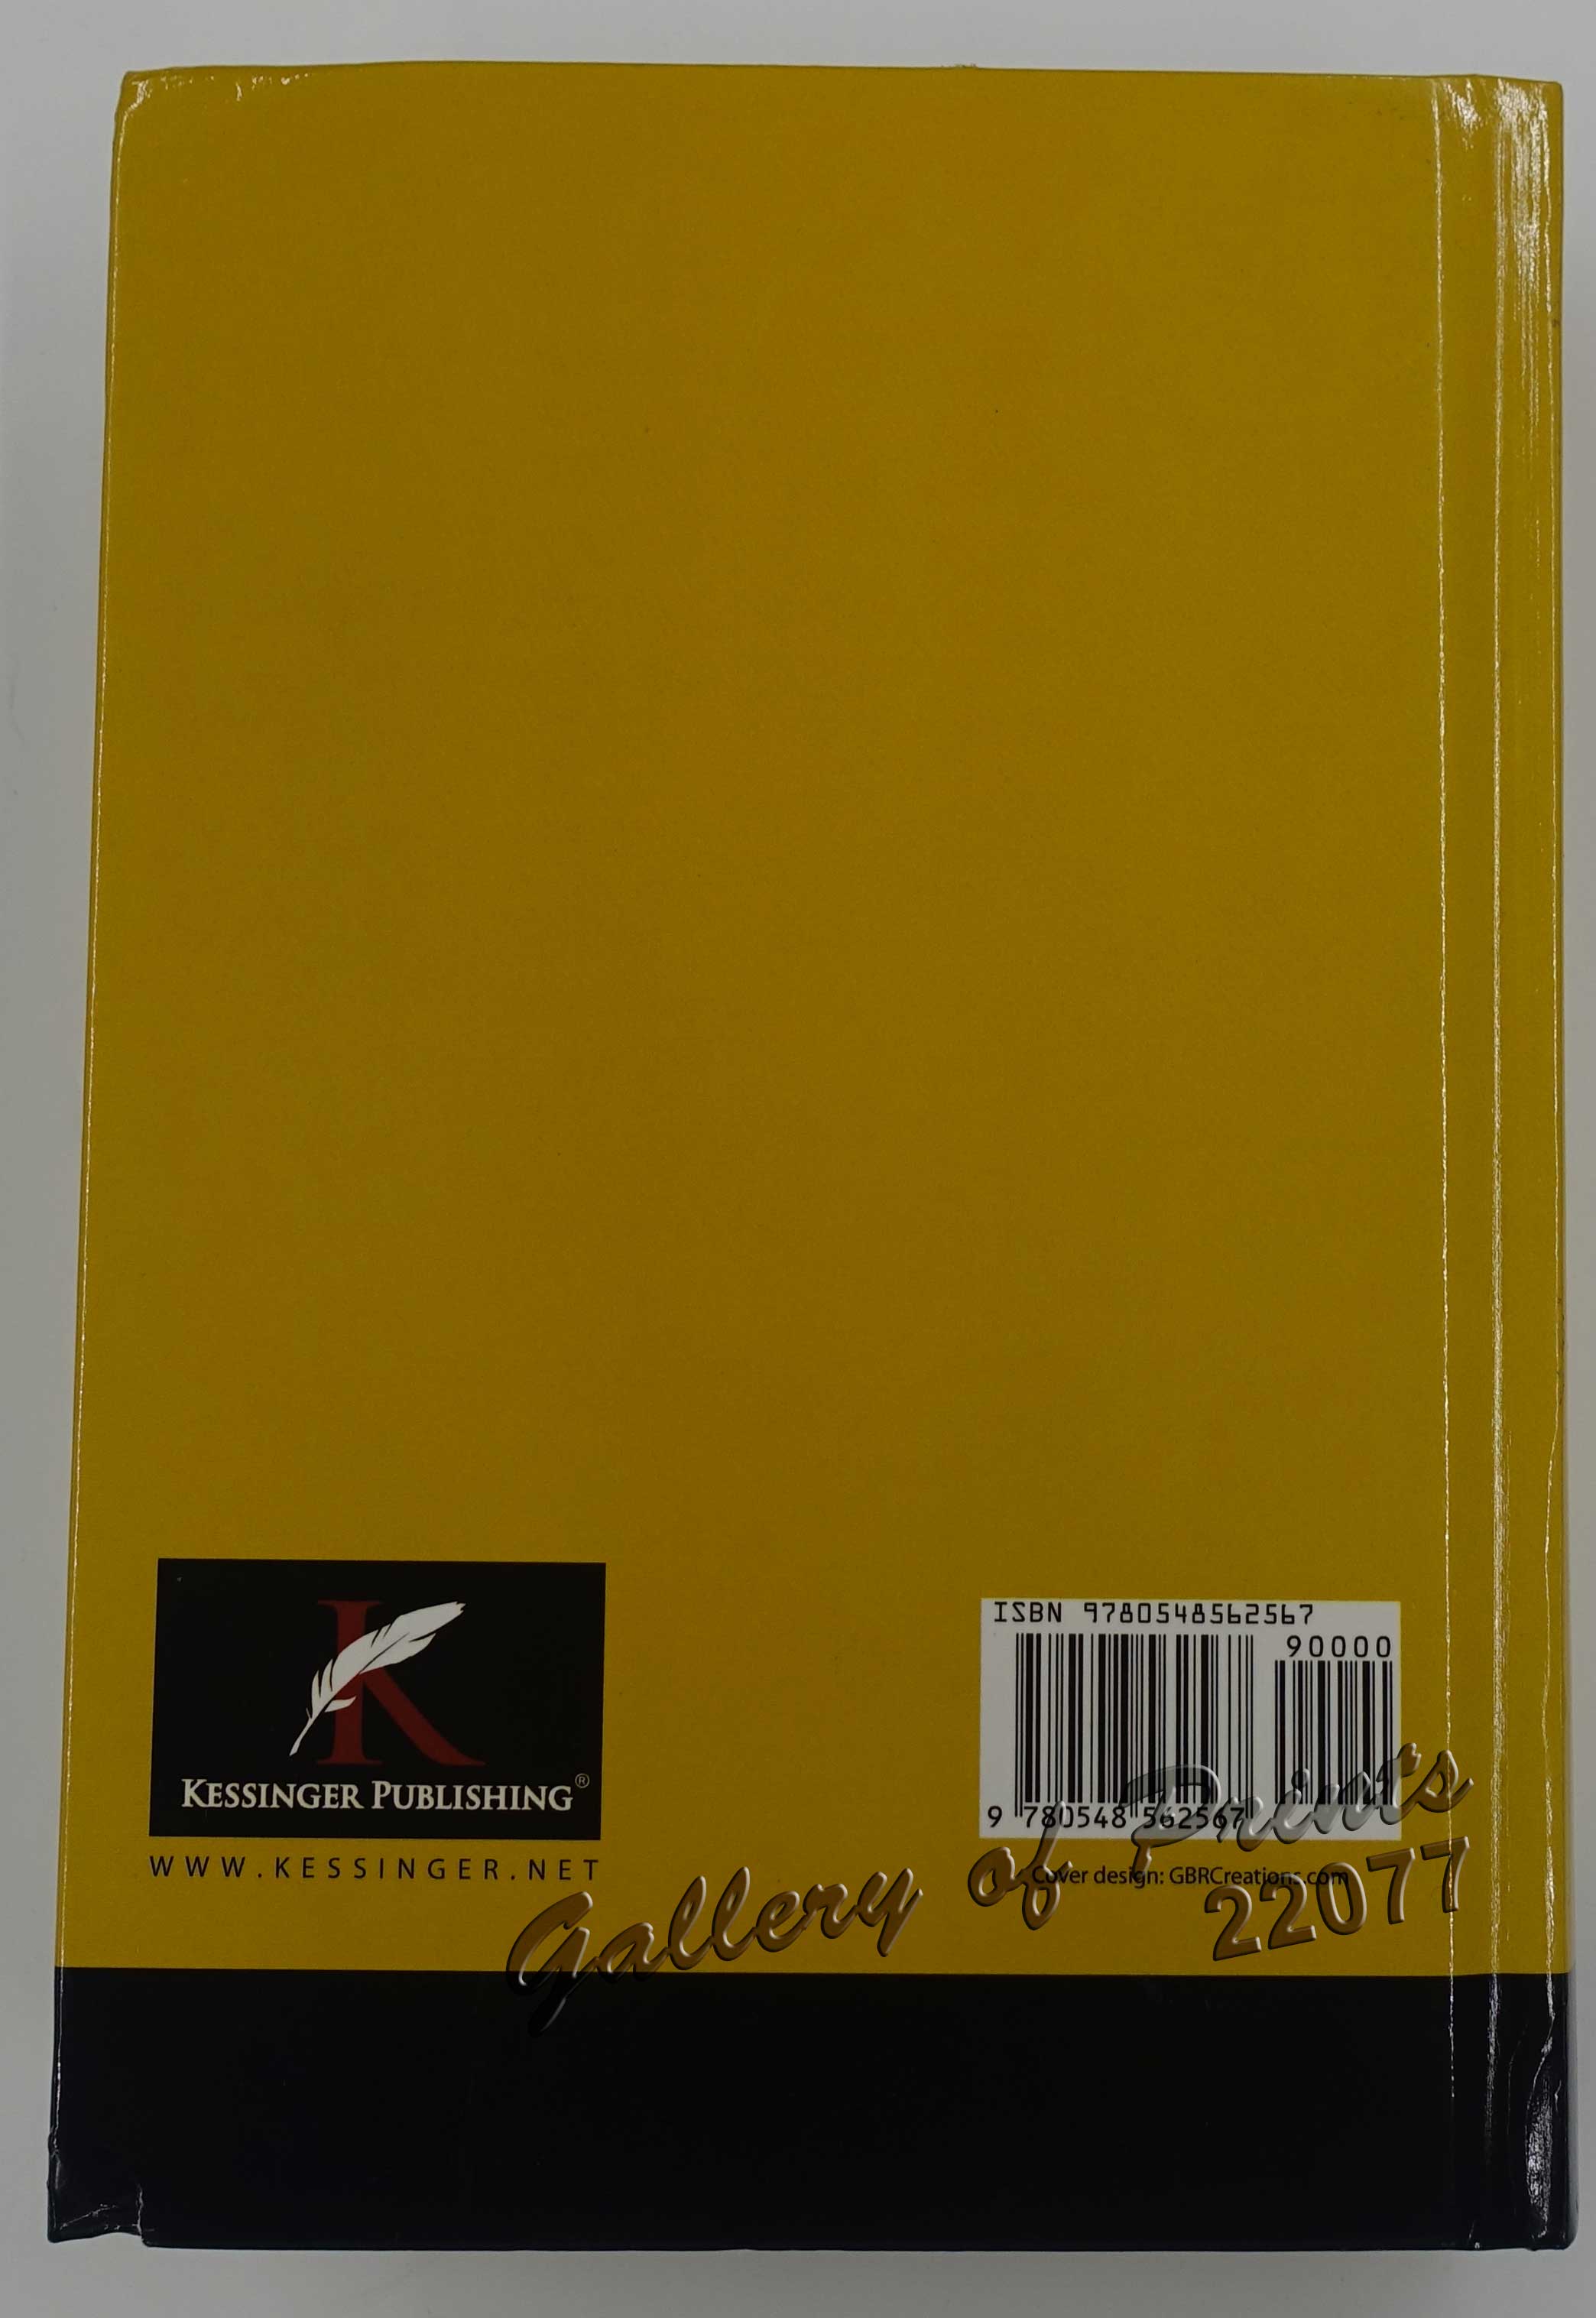 KESSINGER PUBLISHING®
WWW.KESSINGER.NET
ISBN 9780548562567
90000
9 780548 562567
Cover design: GBRCreations.com
Gallery of Prints
22077